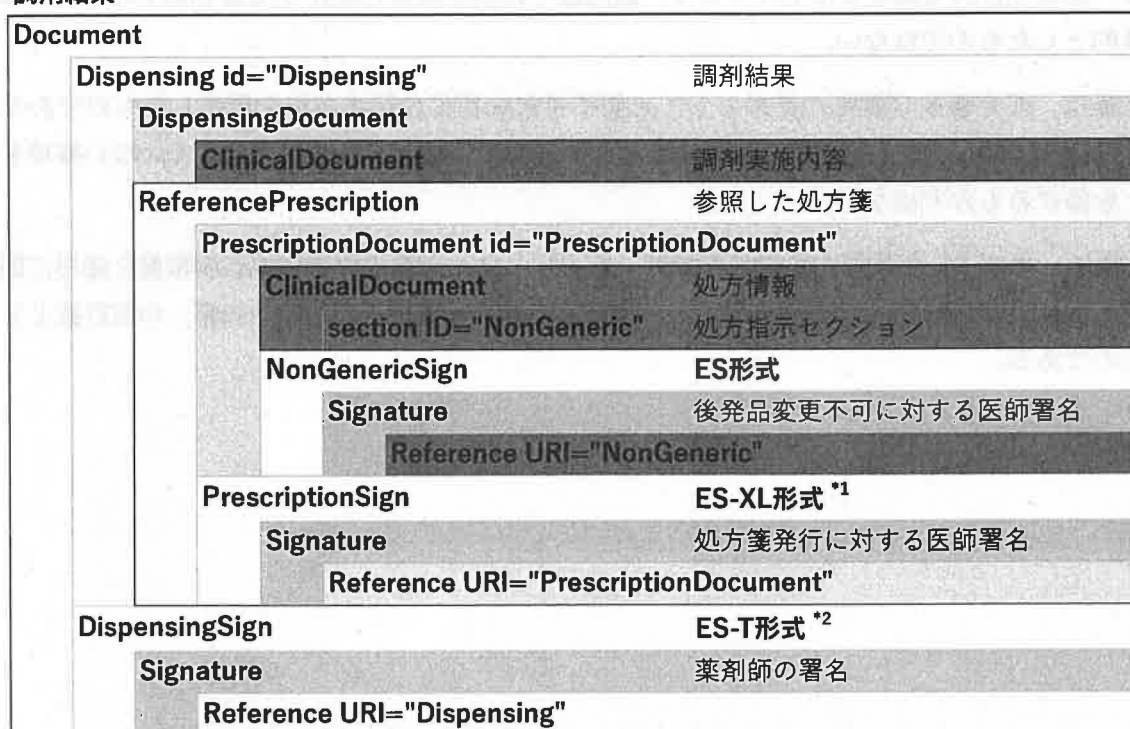 調剤結果
Document
Dispensing id="Dispensing" 調剤結果
DispensingDocument
ClinicalDocument 調剤実施内容
ReferencePrescription 参照した処方箋
PrescriptionDocument id="PrescriptionDocument"
ClinicalDocument 処方情報
section ID="NonGeneric" 処方指示セクション
NonGenericSign ES形式
Signature 後発品変更不可に対する医師署名
Reference URI="NonGeneric"
PrescriptionSign ES-XL形式 *1
Signature 処方箋発行に対する医師署名
Reference URI="PrescriptionDocument"
DispensingSign ES-T形式 *2
Signature 薬剤師の署名
Reference URI="Dispensing"